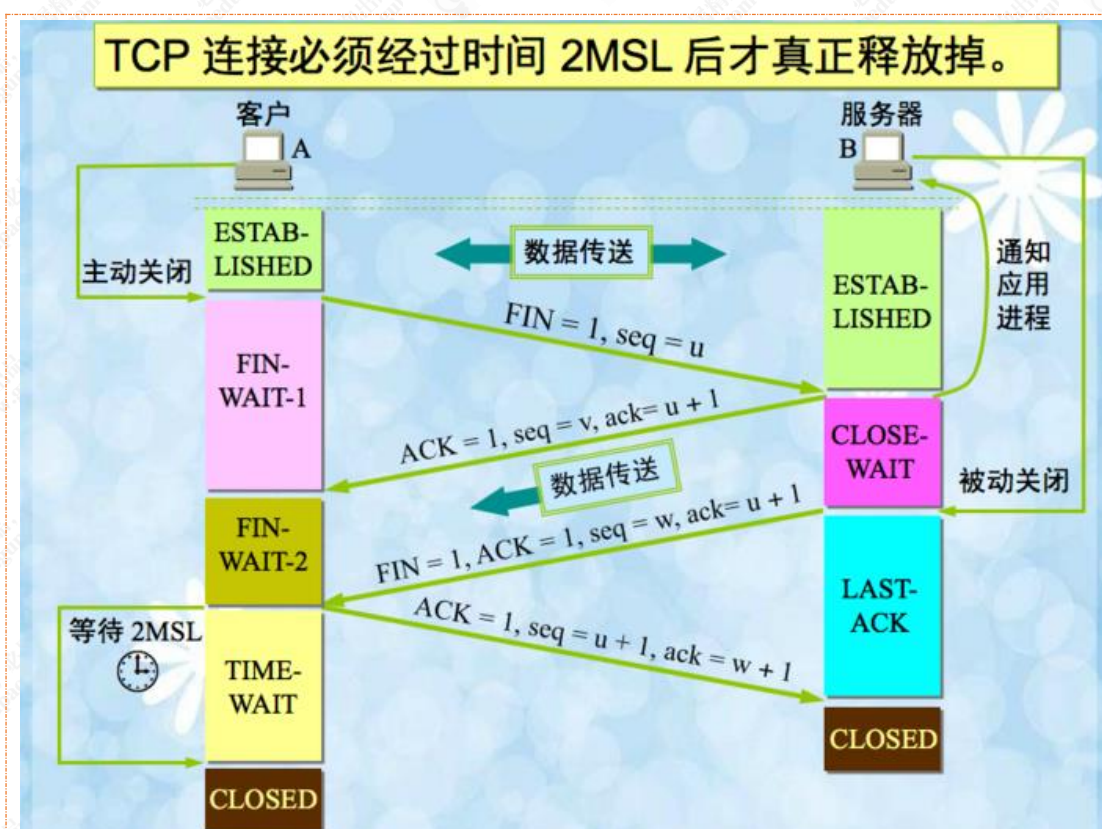 TCP 连接必须经过时间 2MSL 后才真正释放掉。
客户
A
服务器
B
ESTAB-
LISHED
数据传送
主动关闭
ESTAB-
LISHED
通知
应用
进程
FIN = 1, seq = u
FIN-
WAIT-1
ACK = 1, seq = v, ack= u + 1
CLOSE-
WAIT
数据传送
被动关闭
FIN-
WAIT-2
FIN = 1, ACK = 1, seq = w, ack= u + 1
LAST-
ACK
ACK = 1, seq = u + 1, ack = w + 1
等待 2MSL
TIME-
WAIT
CLOSED
CLOSED